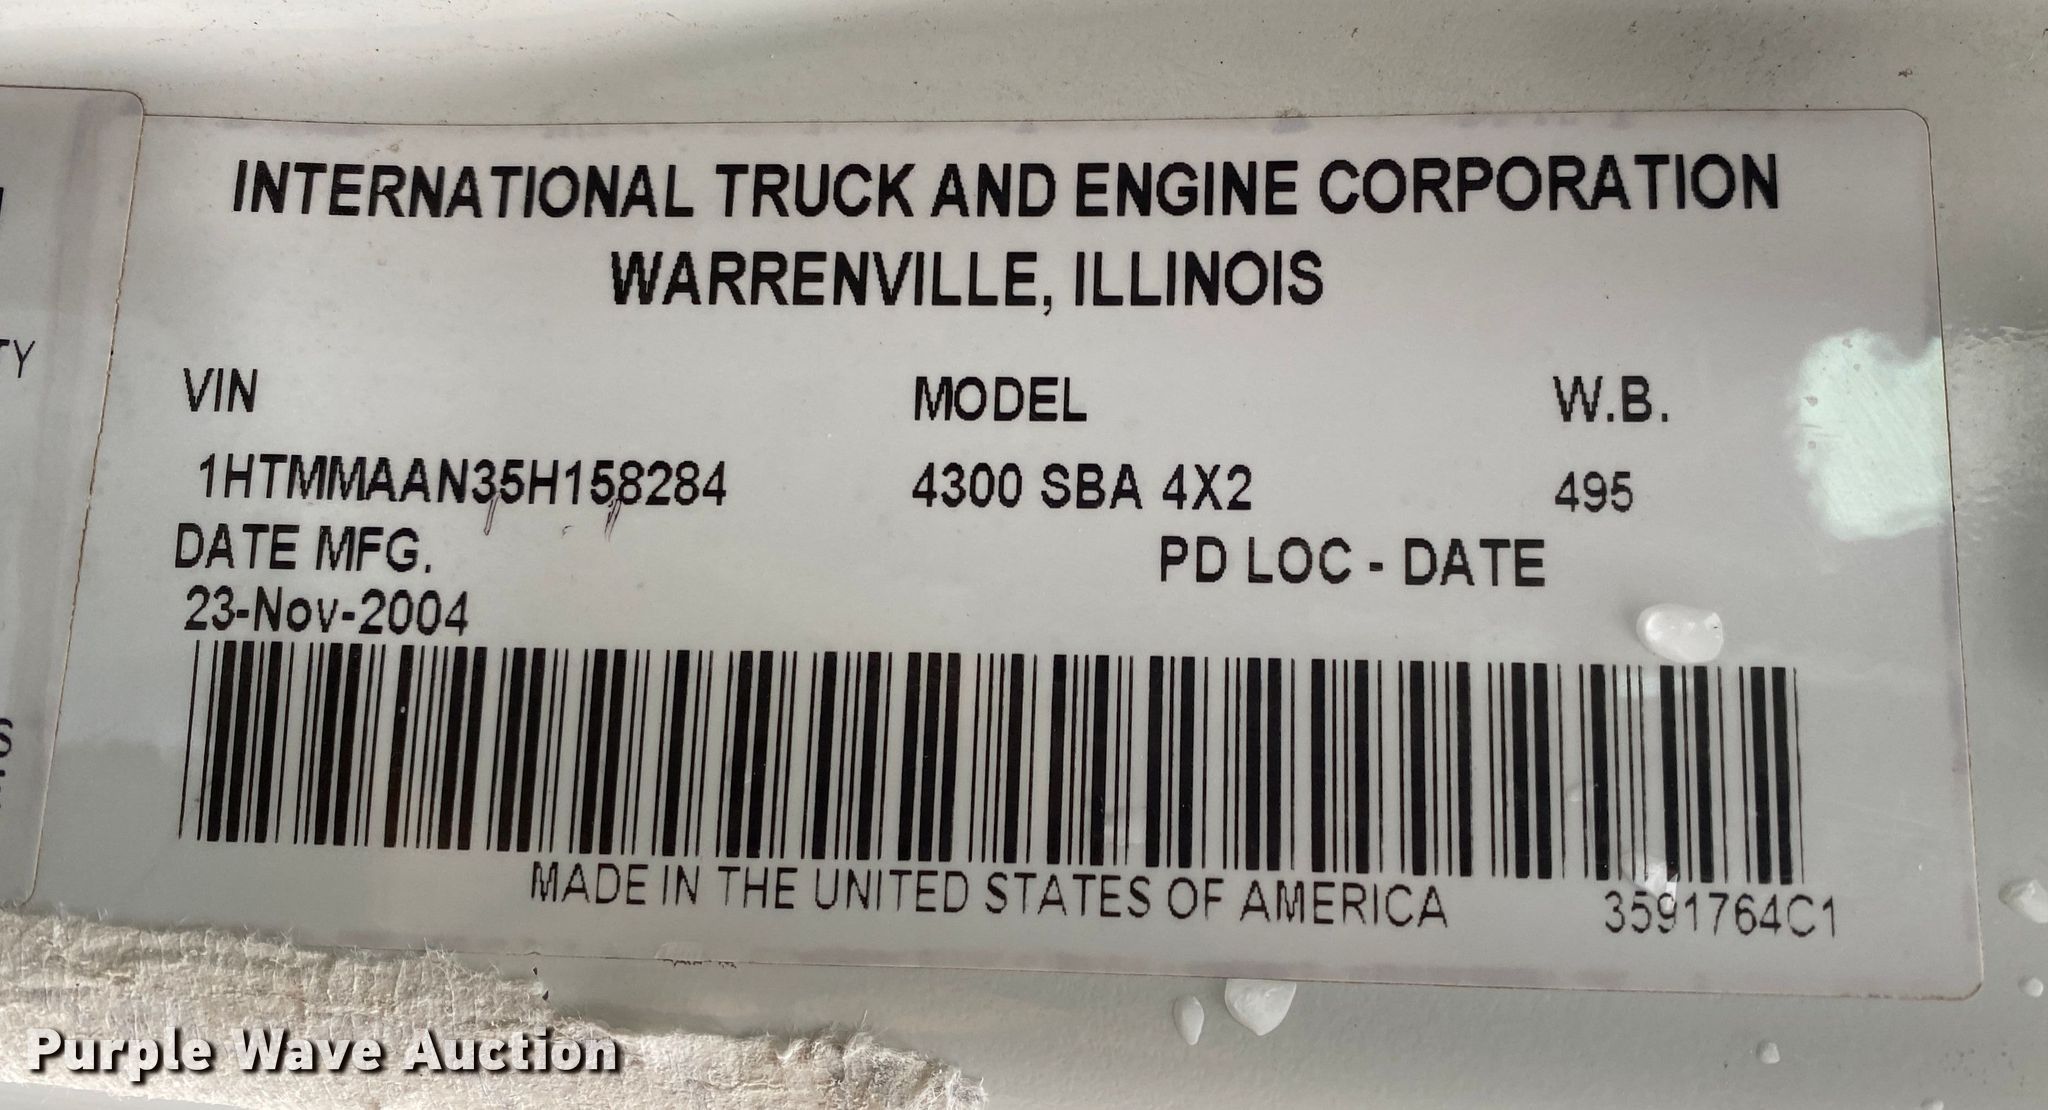 INTERNATIONAL TRUCK AND ENGINE CORPORATION
WARRENVILLE, ILLINOIS
VIN MODEL W.B.
1HTMMAAN35H158284 4300 SBA 4X2 495
DATE MFG. PD LOC - DATE
23-Nov-2004
MADE IN THE UNITED STATES OF AMERICA 3591764C1
TY
Purple Wave Auction